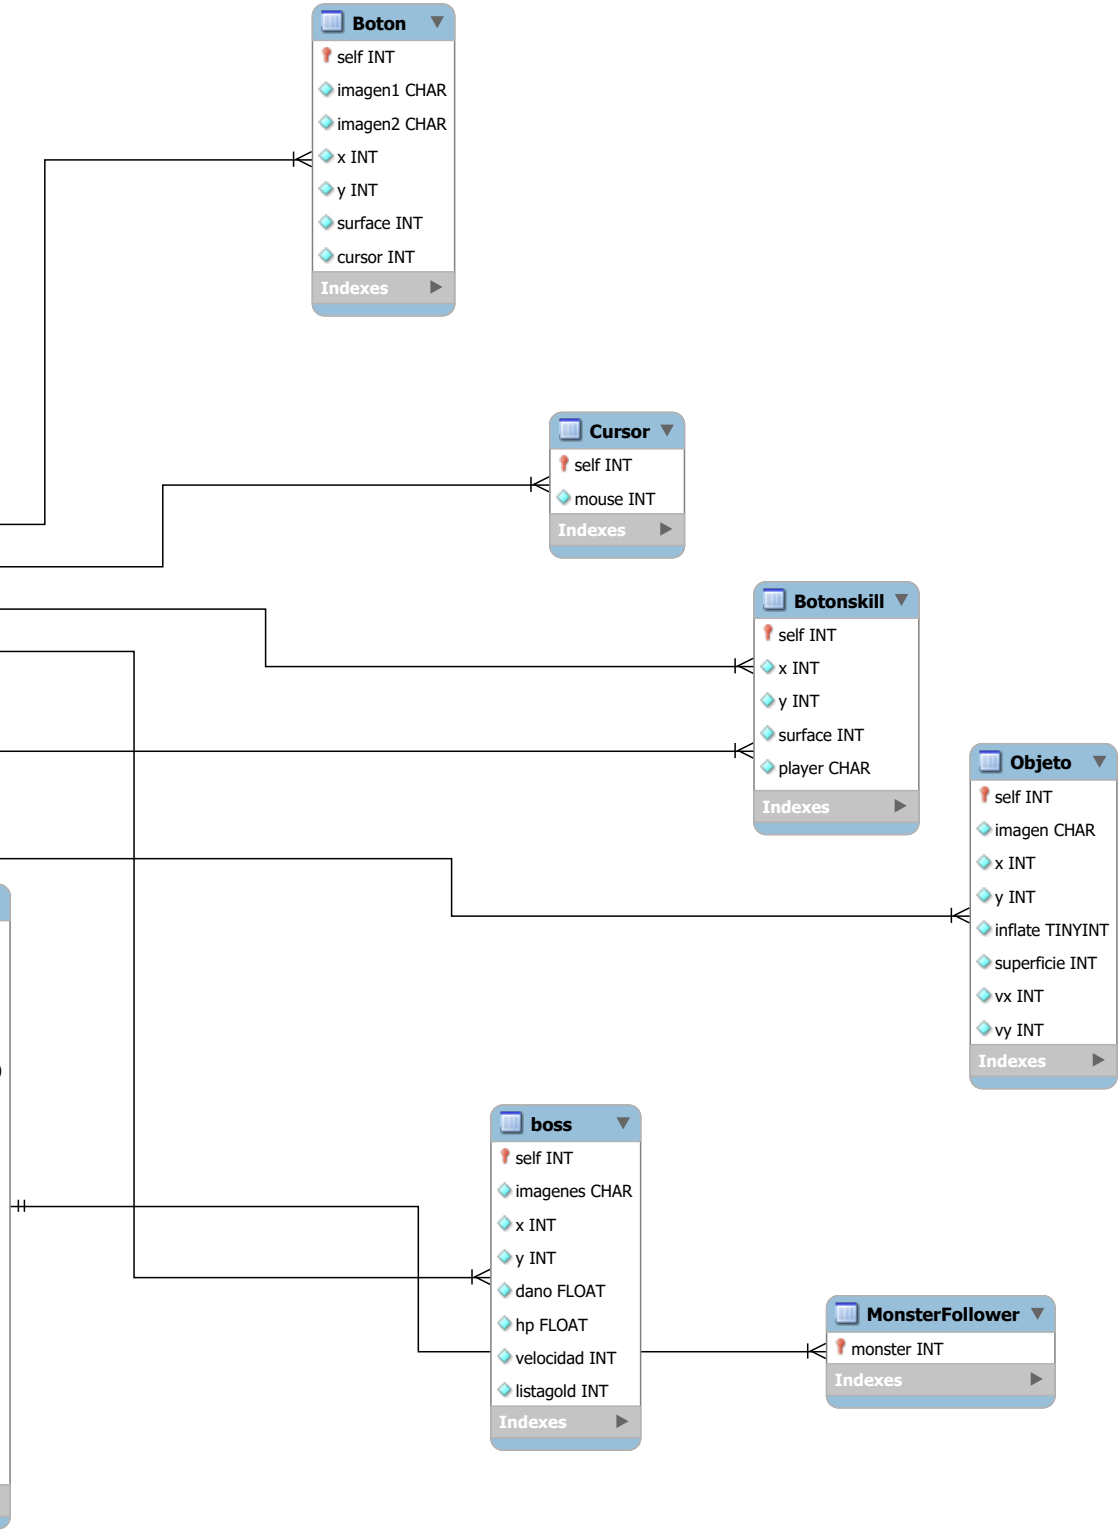 Boton
self INT
imagen1 CHAR
imagen2 CHAR
x INT
y INT
surface INT
cursor INT
Indexes
Cursor
self INT
mouse INT
Indexes
Botonskill
self INT
x INT
y INT
surface INT
player CHAR
Indexes
Objeto
self INT
imagen CHAR
x INT
y INT
inflate TINYINT
superficie INT
vx INT
vy INT
Indexes
)
boss
self INT
imagenes CHAR
x INT
y INT
dano FLOAT
hp FLOAT
velocidad INT
listagold INT
Indexes
MonsterFollower
monster INT
Indexes